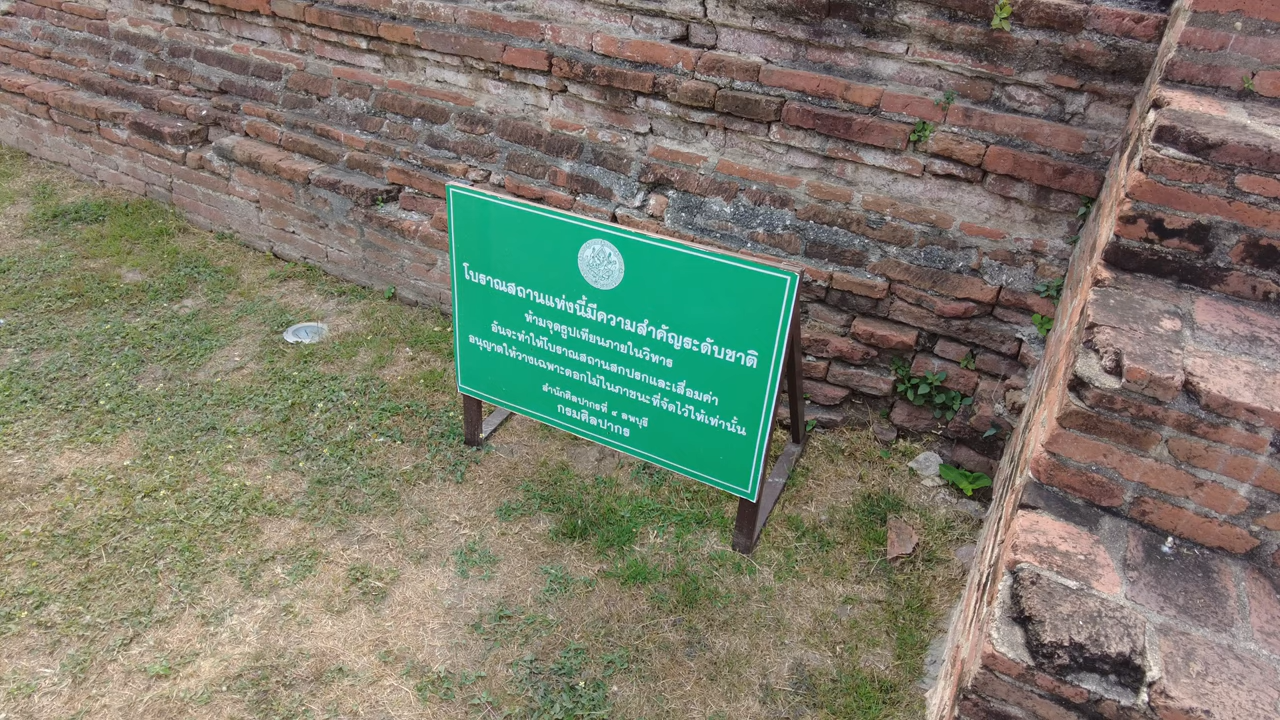 โบราณสถานแห่งนี้มีความสำคัญระดับชาติ
ห้ามจุดธูปเทียนภายในวิหาร
อันจะทำให้โบราณสถานสกปรกและเสื่อมค่า
อนุญาตให้วางเฉพาะดอกไม้ในภาชนะที่จัดไว้ให้เท่านั้น
สำนักศิลปากรที่ ๔ ลพบุรี
กรมศิลปากร